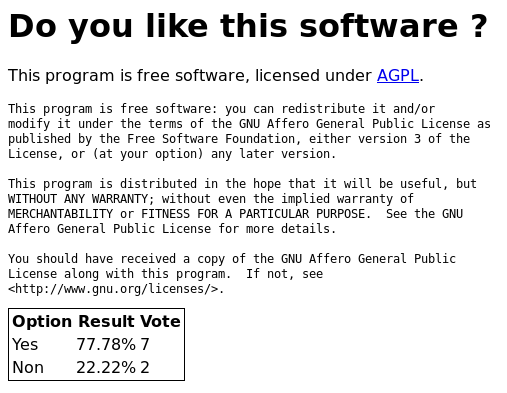 Do you like this software ?
This program is free software, licensed under AGPL.
This program is free software: you can redistribute it and/or
modify it under the terms of the GNU Affero General Public License as
published by the Free Software Foundation, either version 3 of the
License, or (at your option) any later version.
This program is distributed in the hope that it will be useful, but
WITHOUT ANY WARRANTY; without even the implied warranty of
MERCHANTABILITY or FITNESS FOR A PARTICULAR PURPOSE.  See the GNU
Affero General Public License for more details.
You should have received a copy of the GNU Affero General Public
License along with this program.  If not, see
<http://www.gnu.org/licenses/>.
Option Result Vote
Yes 77.78% 7
Non 22.22% 2